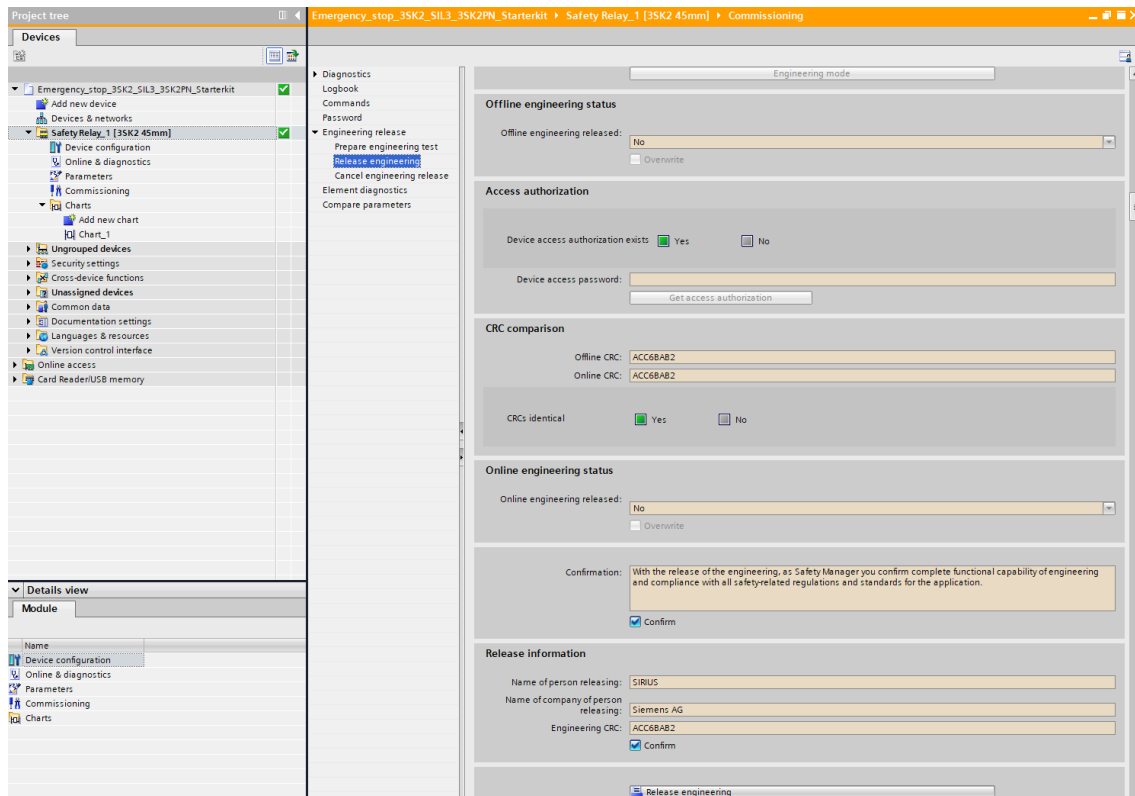 Project tree
Emergency_stop_3SK2_SIL3_3SK2PN_Starterkit Safety Relay_1 [3SK2 45mm] Commissioning
Devices
Emergency_stop_3SK2_SIL3_3SK2PN_Starterkit
Add new device
Devices & networks
Safety Relay_1 [3SK2 45mm]
Device configuration
Online & diagnostics
Parameters
Commissioning
Charts
Add new chart
Chart_1
Ungrouped devices
Security settings
Cross-device functions
Unassigned devices
Common data
Documentation settings
Languages & resources
Version control interface
Online access
Card Reader/USB memory
Details view
Module
Name
Device configuration
Online & diagnostics
Parameters
Commissioning
Charts
Diagnostics
Logbook
Commands
Password
Engineering release
Prepare engineering test
Release engineering
Cancel engineering release
Element diagnostics
Compare parameters
Engineering mode
Offline engineering status
Offline engineering released:
No
Overwrite
Access authorization
Device access authorization exists Yes No
Device access password:
Get access authorization
CRC comparison
Offline CRC: ACC6BAB2
Online CRC: ACC6BAB2
CRCs identical Yes No
Online engineering status
Online engineering released:
No
Overwrite
Confirmation: With the release of the engineering, as Safety Manager you confirm complete functional capability of engineering
and compliance with all safety-related regulations and standards for the application.
Confirm
Release information
Name of person releasing: SIRIUS
Name of company of person
releasing: Siemens AG
Engineering CRC: ACC6BAB2
Confirm
Release engineering